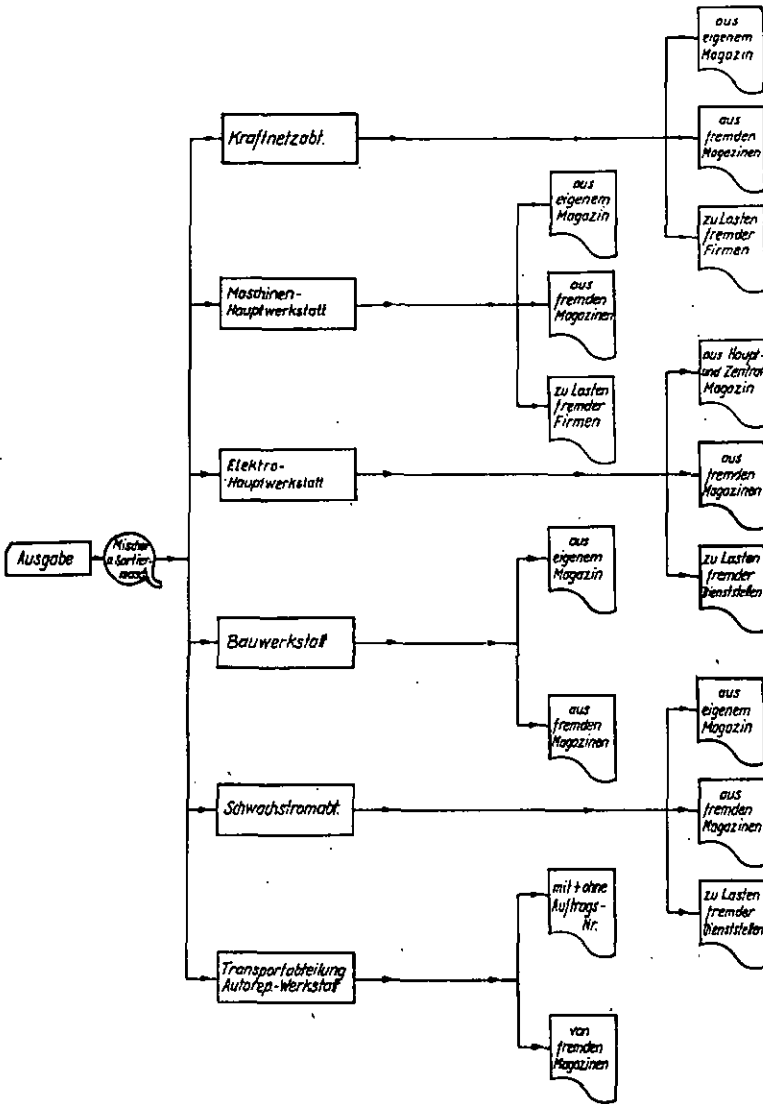 Ausgabe
Mischer
u. Sortier-
masch.
Kraftnetzabt.
aus
eigenem
Magazin
aus
fremden
Magazinen
zu Lasten
fremder
Firmen
Maschinen-
Hauptwerkstatt
aus
eigenem
Magazin
aus
fremden
Magazinen
zu Lasten
fremder
Firmen
Elektro-
Hauptwerkstatt
aus Haupt-
und Zentral
Magazin
aus
fremden
Magazinen
zu Lasten
fremder
Dienststellen
Bauwerkstatt
aus
eigenem
Magazin
aus
fremden
Magazinen
Schwachstromabt.
aus
eigenem
Magazin
aus
fremden
Magazinen
zu Lasten
fremder
Dienststellen
Transportabteilung
Autorep.-Werkstatt
mit + ohne
Auftrags-
Nr.
von
fremden
Magazinen